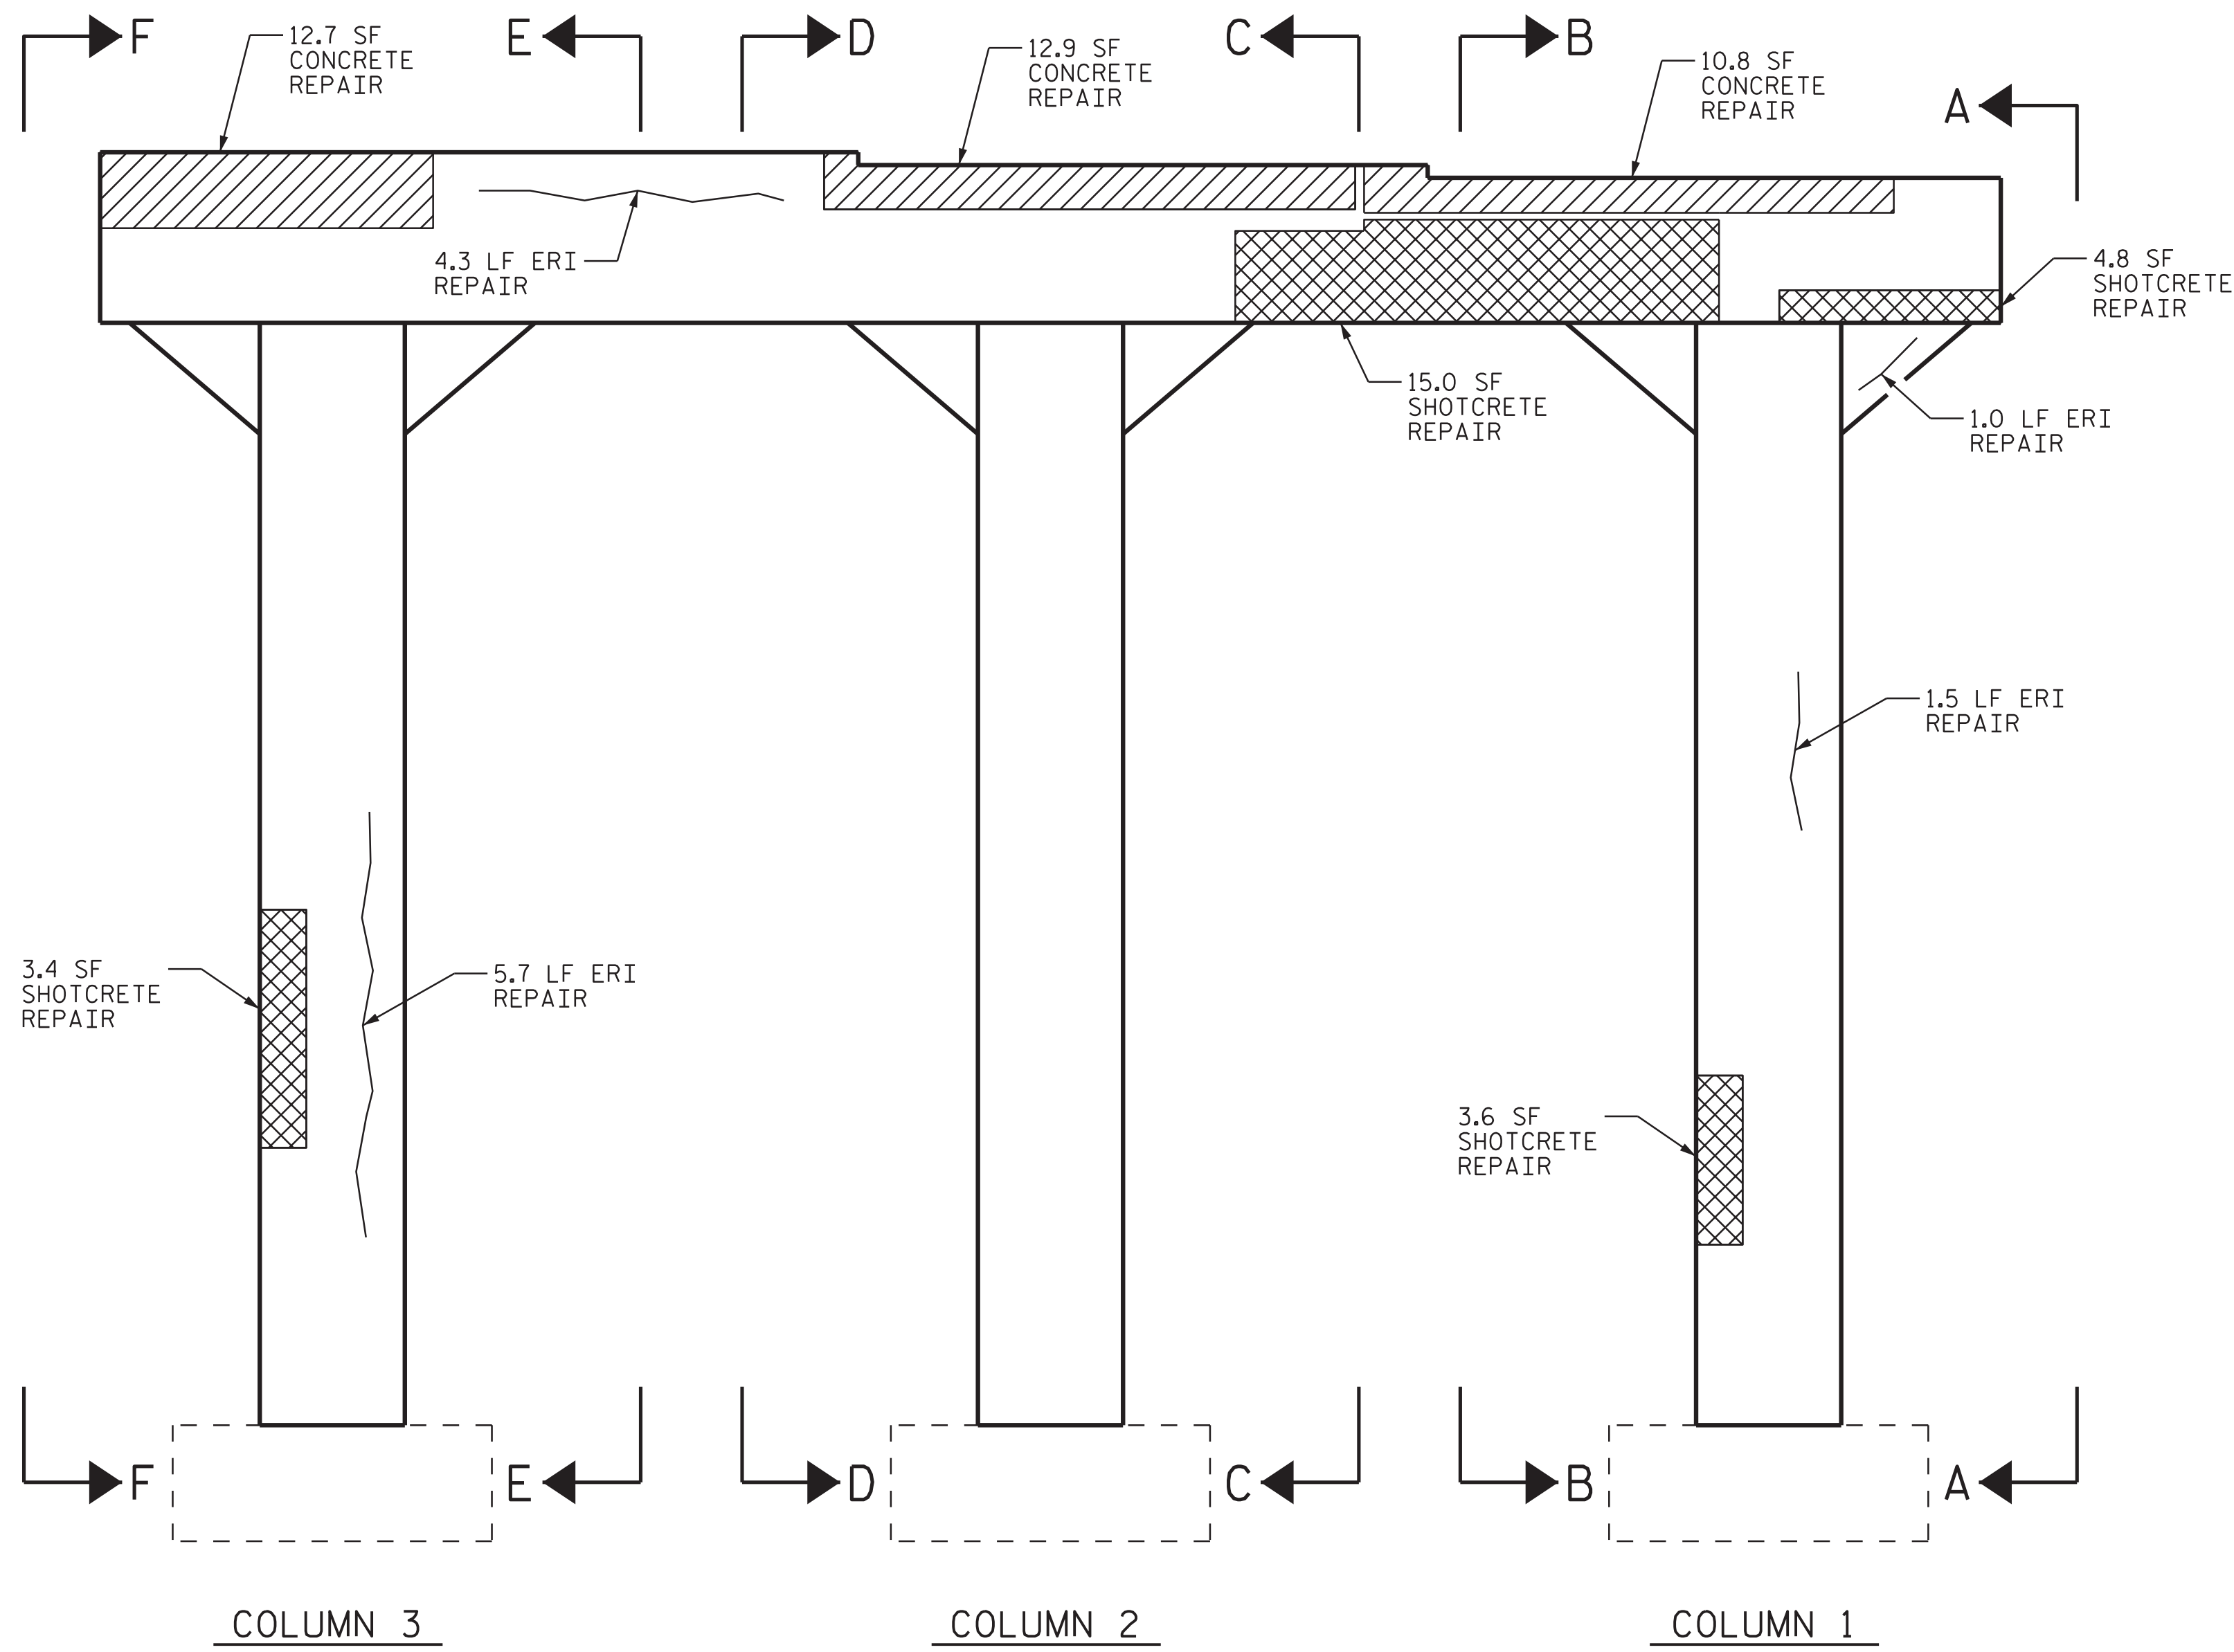 F
12.7 SF
CONCRETE
REPAIR
E
D
12.9 SF
CONCRETE
REPAIR
C
B
10.8 SF
CONCRETE
REPAIR
A
4.3 LF ERI
REPAIR
4.8 SF
SHOTCRETE
REPAIR
15.0 SF
SHOTCRETE
REPAIR
1.0 LF ERI
REPAIR
1.5 LF ERI
REPAIR
3.4 SF
SHOTCRETE
REPAIR
5.7 LF ERI
REPAIR
3.6 SF
SHOTCRETE
REPAIR
F
E
D
C
B
A
COLUMN 3
COLUMN 2
COLUMN 1